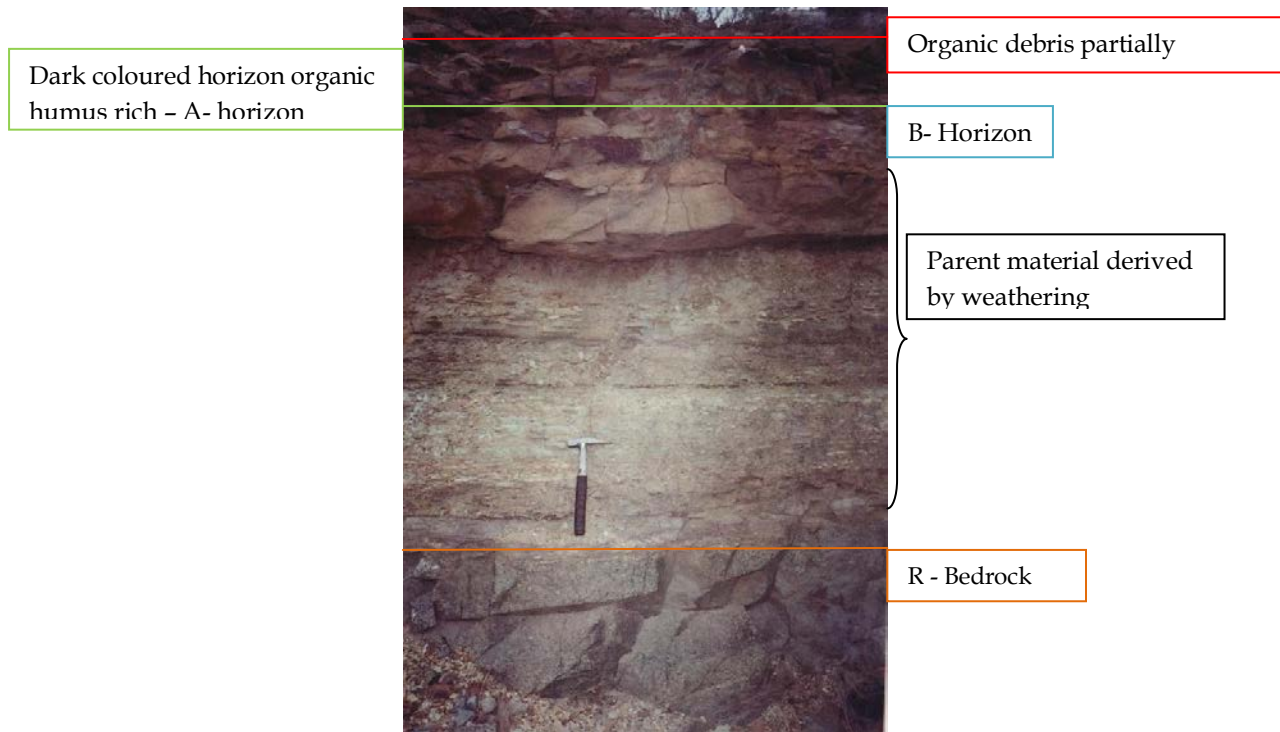 Organic debris partially
Dark coloured horizon organic
humus rich – A- horizon
B- Horizon
Parent material derived
by weathering
R - Bedrock